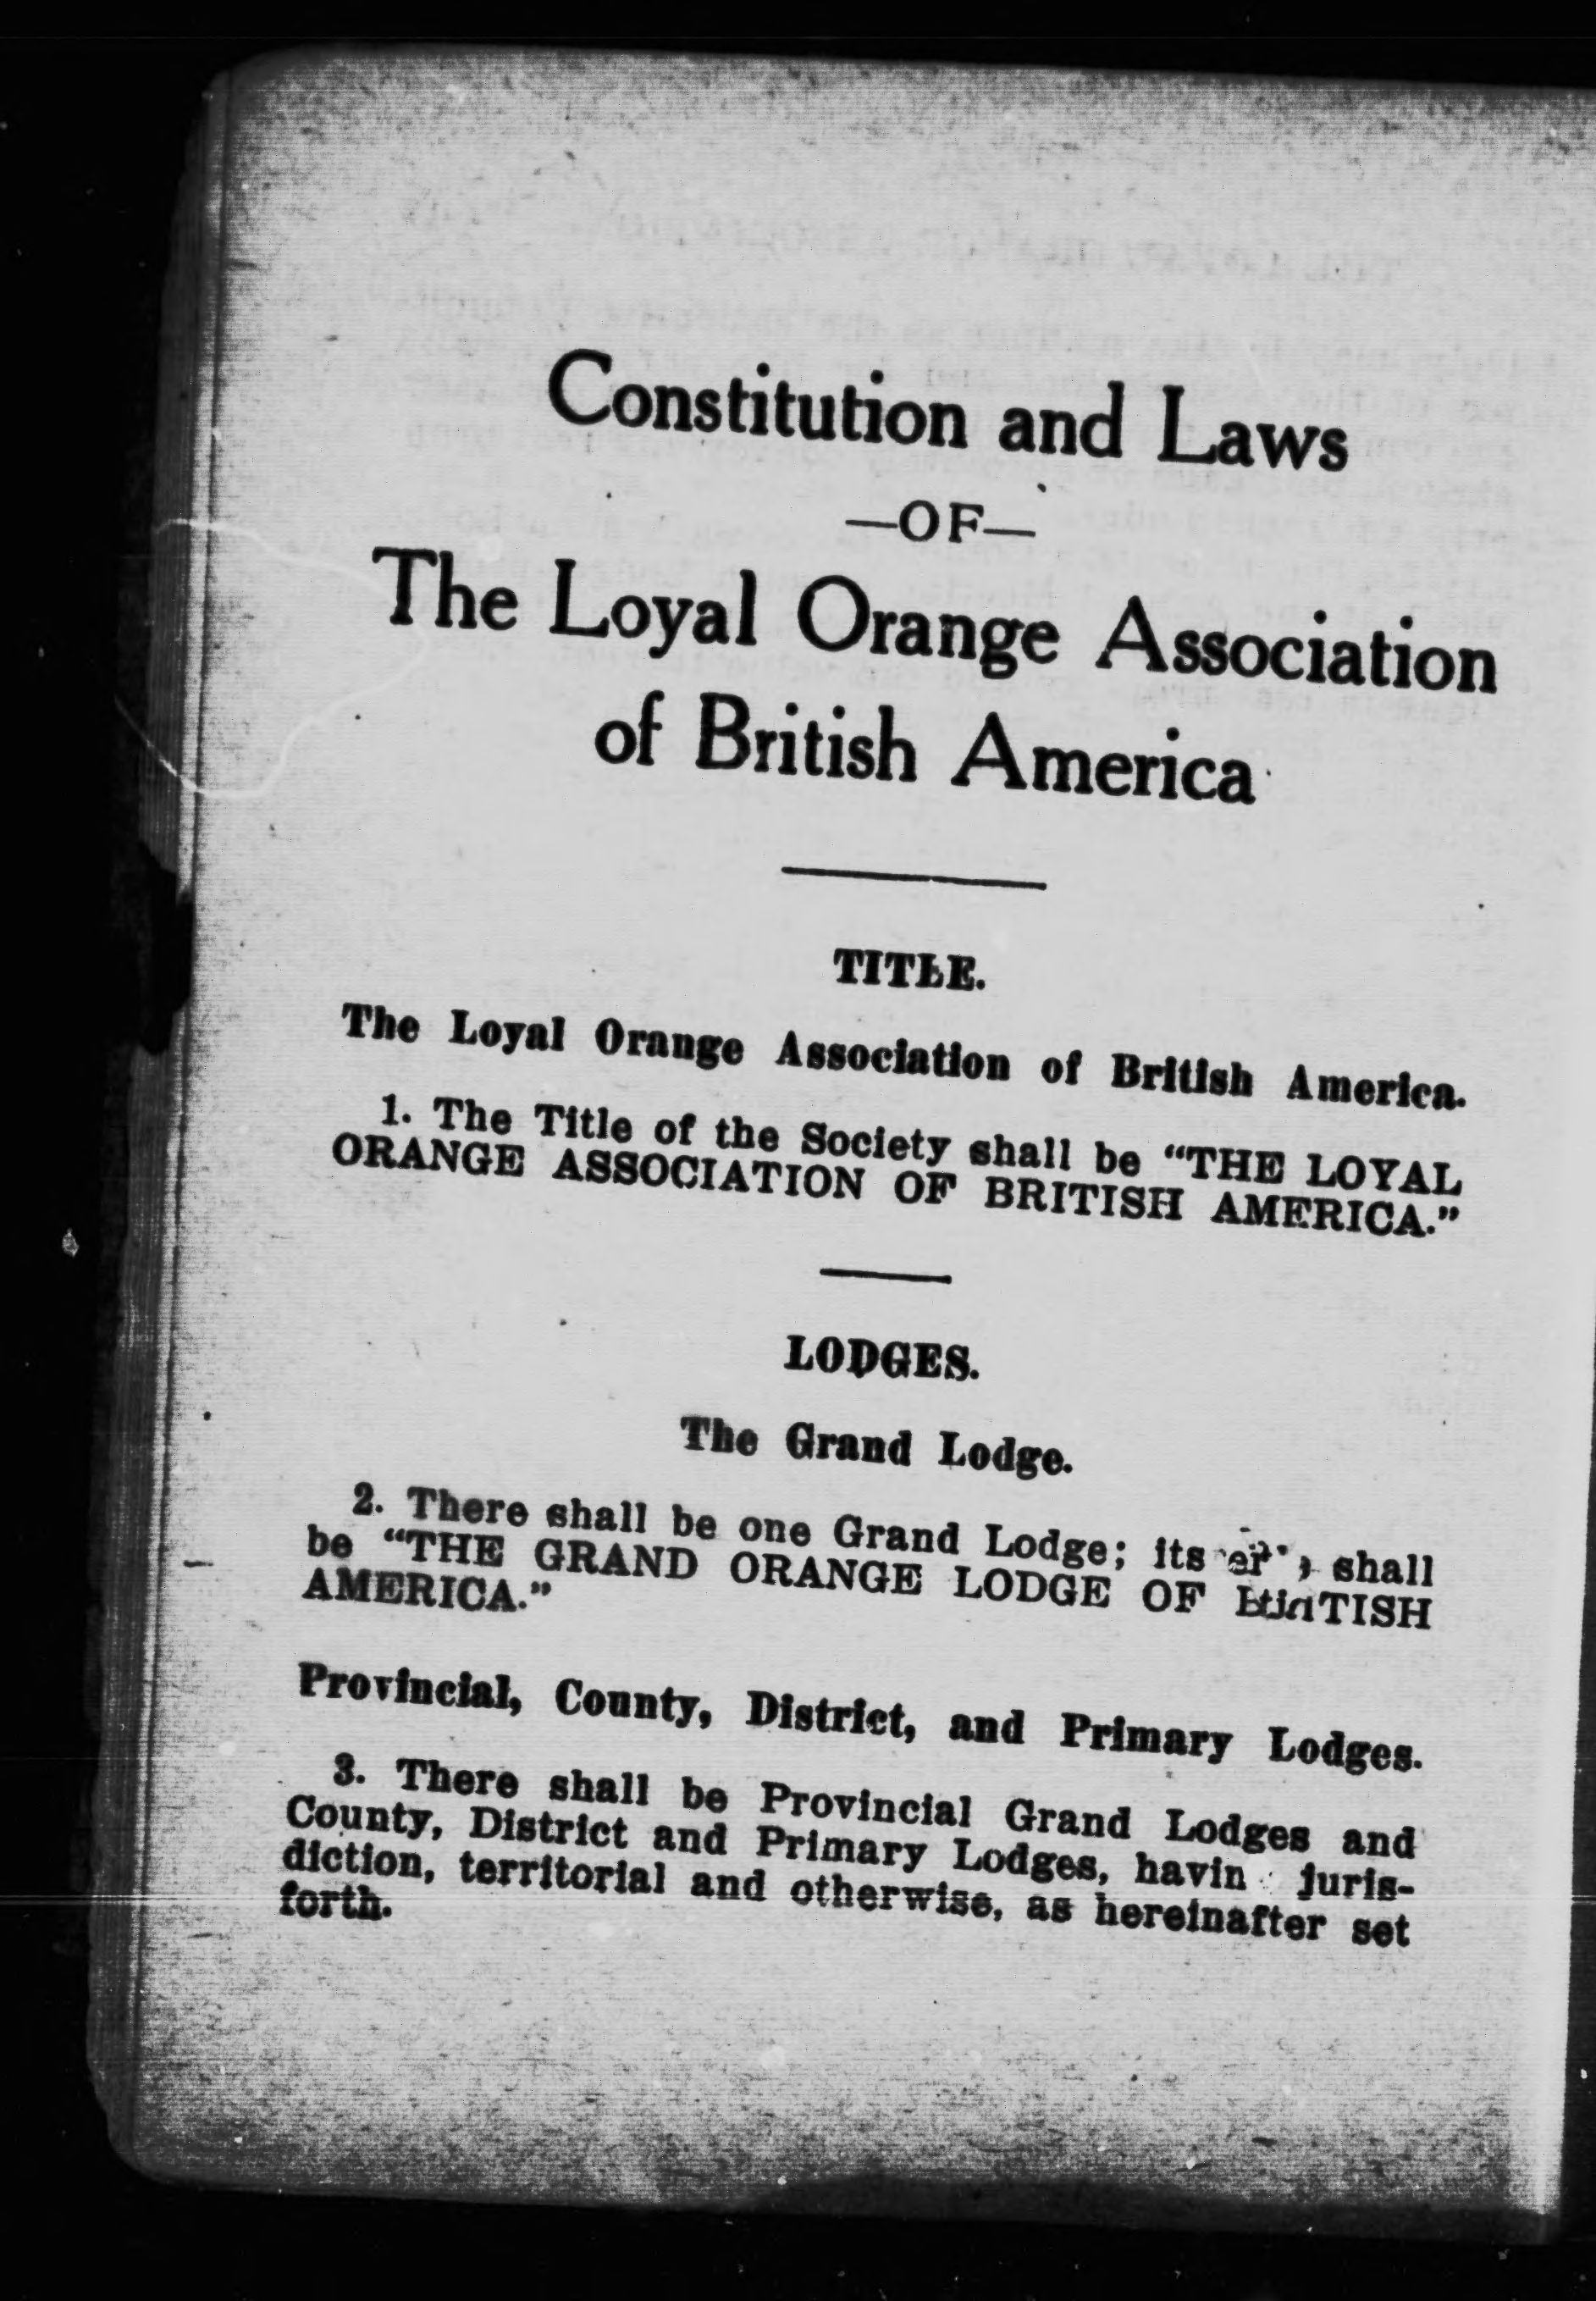 Constitution and Laws
—OF—
The Loyal Orange Association
of British America
TITLE.
The Loyal Orange Association of British America.
1. The Title of the Society shall be "THE LOYAL
ORANGE ASSOCIATION OF BRITISH AMERICA."
LODGES.
The Grand Lodge.
2. There shall be one Grand Lodge; its shall
be "THE GRAND ORANGE LODGE OF
AMERICA."
Provincial, County, District, and Primary Lodges.
3. There shall be Provincial Grand Lodges and
County, District and Primary Lodges, havin juris-
diction, territorial and otherwise, as hereinafter set
forth.